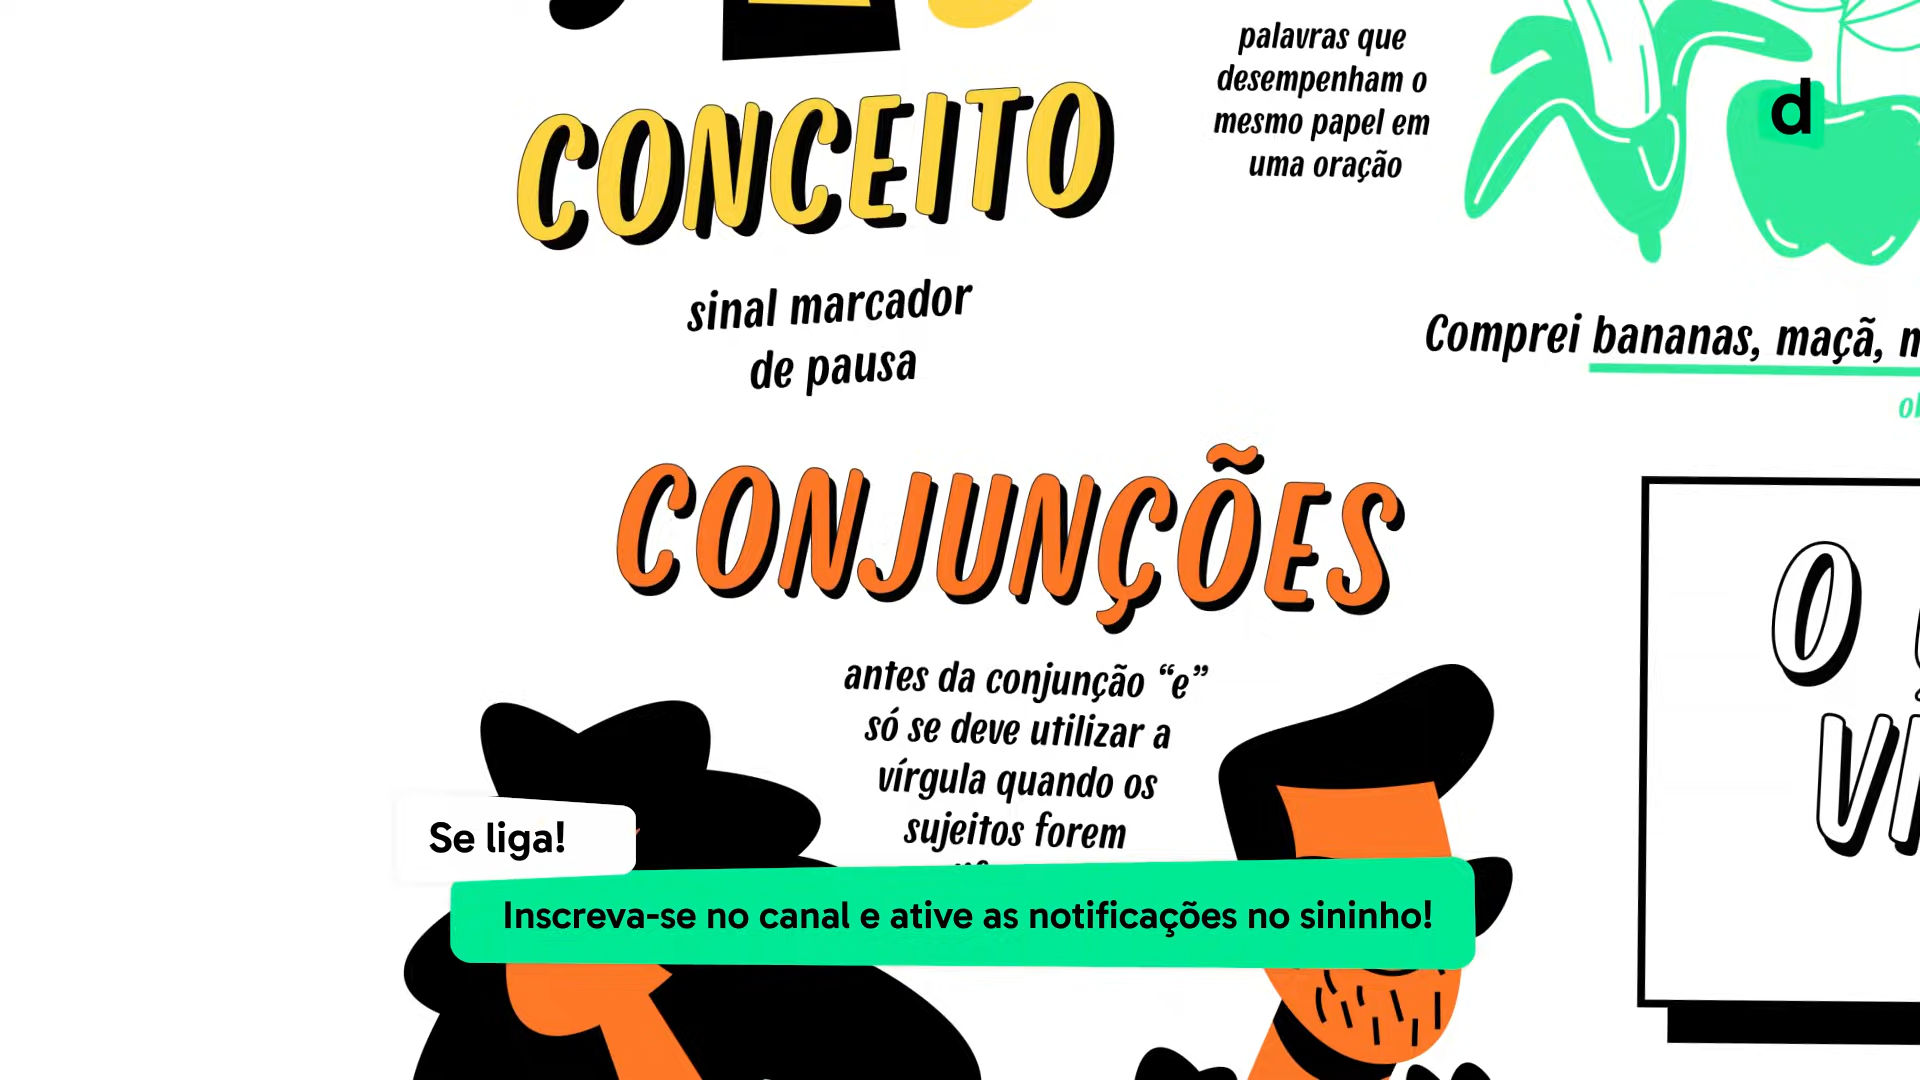 palavras que
desempenham o
mesmo papel em
uma oração
d
CONCEITO
sinal marcador
de pausa
Comprei bananas, maçã,
CONJUNÇÕES
antes da conjunção “e”
só se deve utilizar a
vírgula quando os
sujeitos forem
O
Se liga!
Inscreva-se no canal e ative as notificações no sininho!